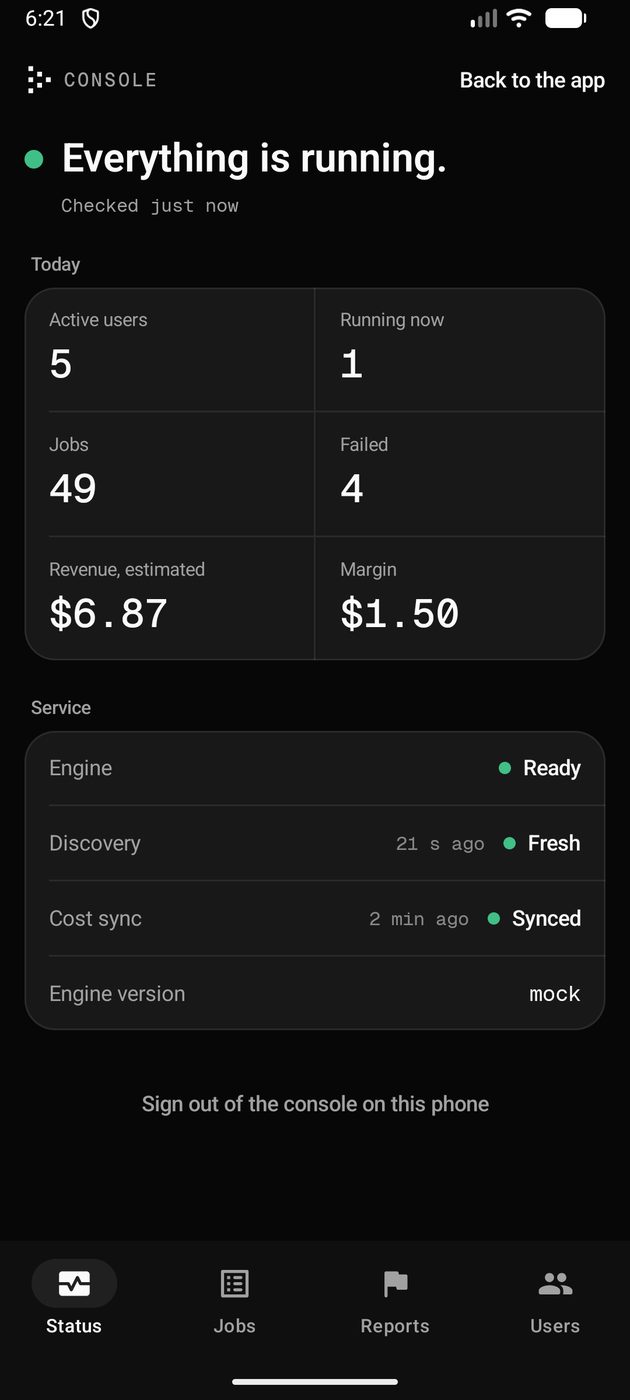 6:21
CONSOLE
Back to the app
Everything is running.
Checked just now
Today
Active users
5
Running now
1
Jobs
49
Failed
4
Revenue, estimated
$6.87
Margin
$1.50
Service
Engine
Ready
Discovery
21 s ago
Fresh
Cost sync
2 min ago
Synced
Engine version
mock
Sign out of the console on this phone
Status
Jobs
Reports
Users